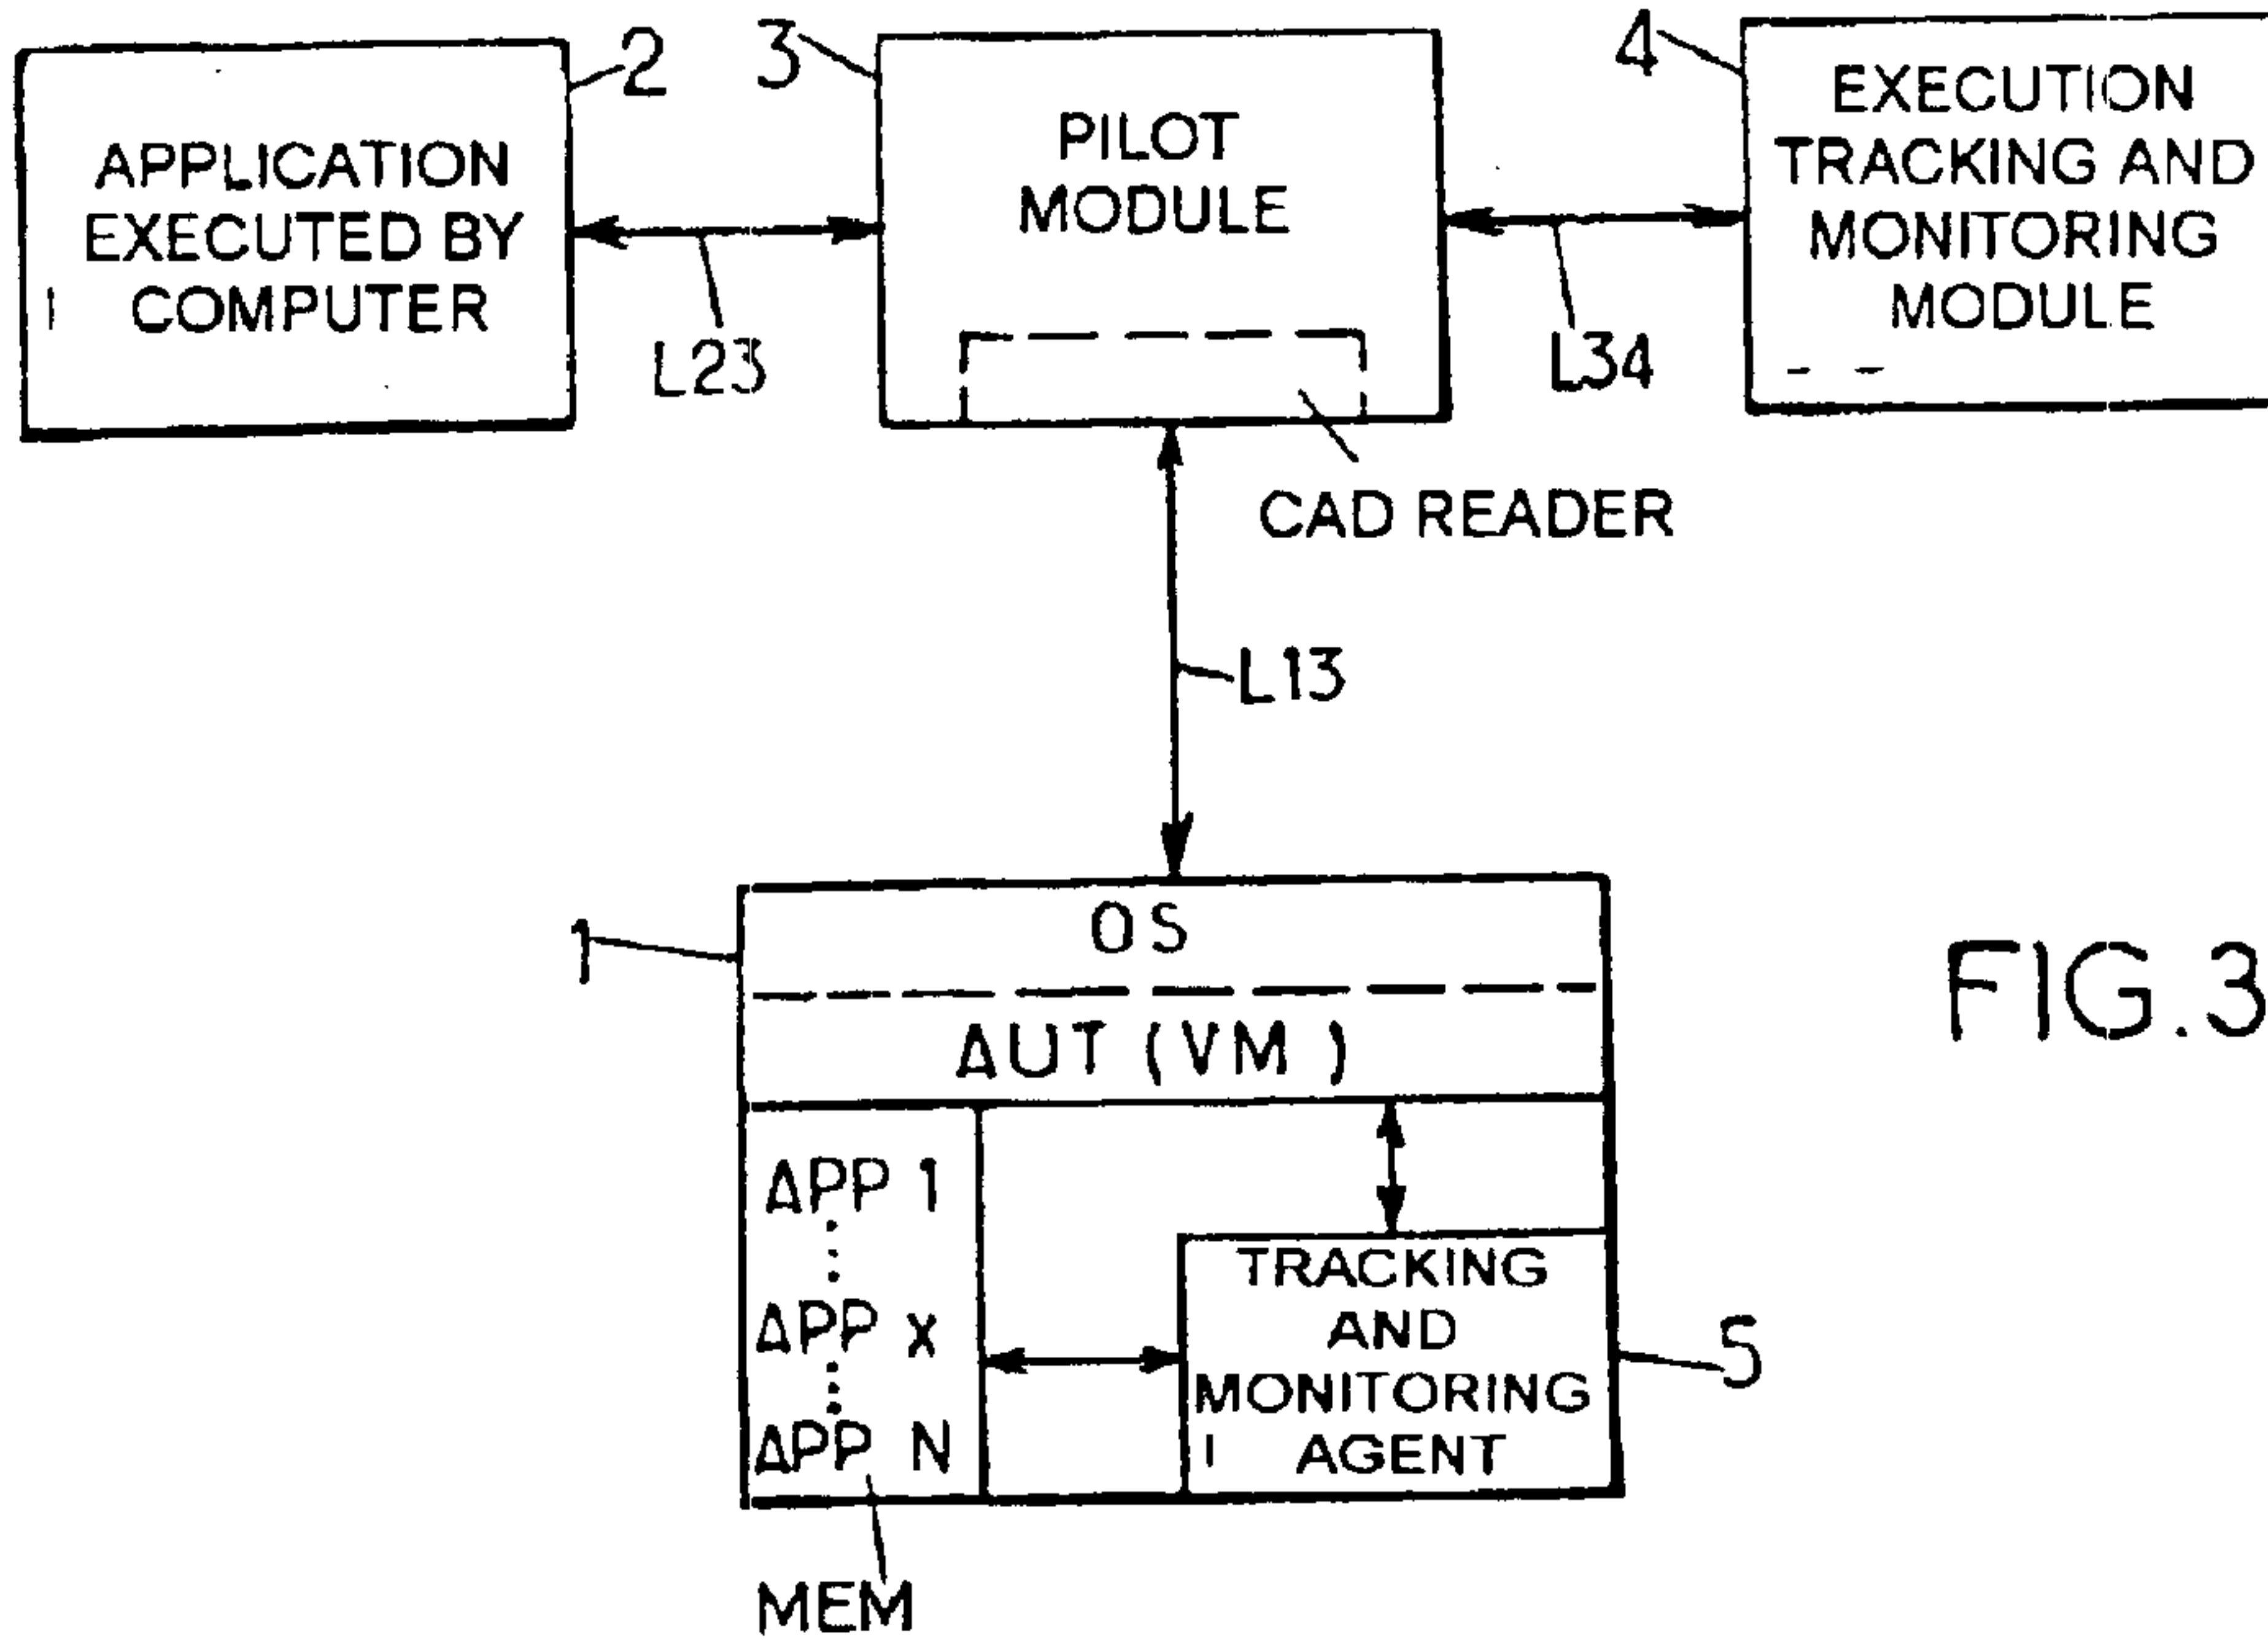 2
3
4
APPLICATION
EXECUTED BY
COMPUTER
PILOT
MODULE
EXECUTION
TRACKING AND
MONITORING
MODULE
L23
L34
CAD READER
L13
1
OS
AUT (VM )
FIG.3
APP 1
APP X
APP N
TRACKING
AND
MONITORING
AGENT
5
MEM